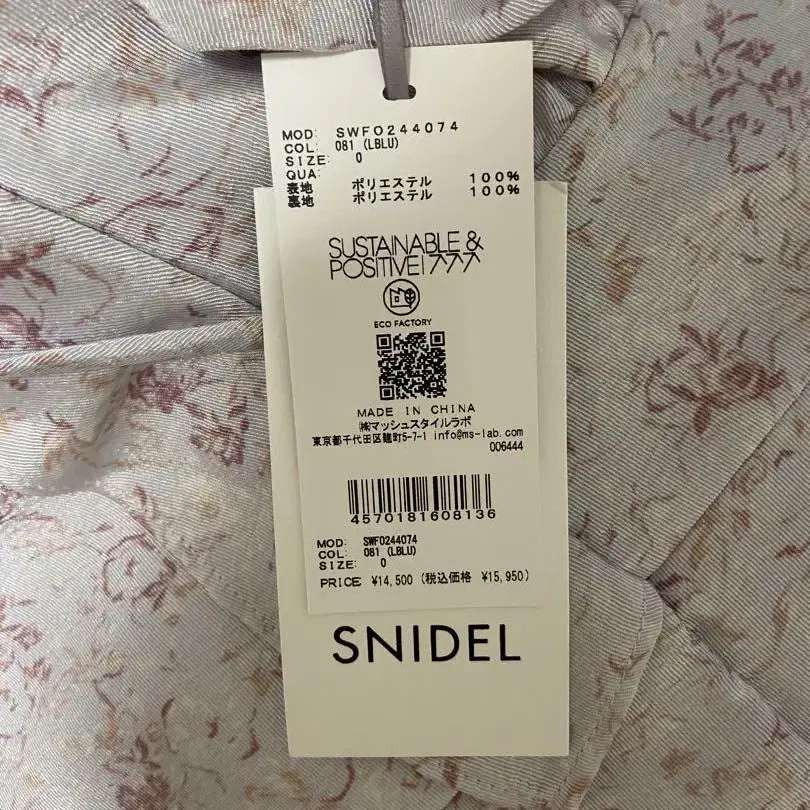 MOD: SWFO244074
COL: 081 (LBLU)
SIZE: 0
QUA:
表地 ポリエステル 100%
裏地 ポリエステル 100%
SUSTAINABLE &
POSITIVE! 777
ECO FACTORY
MADE IN CHINA
㈱マッシュスタイルラボ
東京都千代田区麹町5-7-1 info@ms-lab.com
006444
4570181608136
MOD: SWFO244074
COL: 081 (LBLU)
SIZE: 0
PRICE ¥14,500 (税込価格 ¥15,950)
SNIDEL